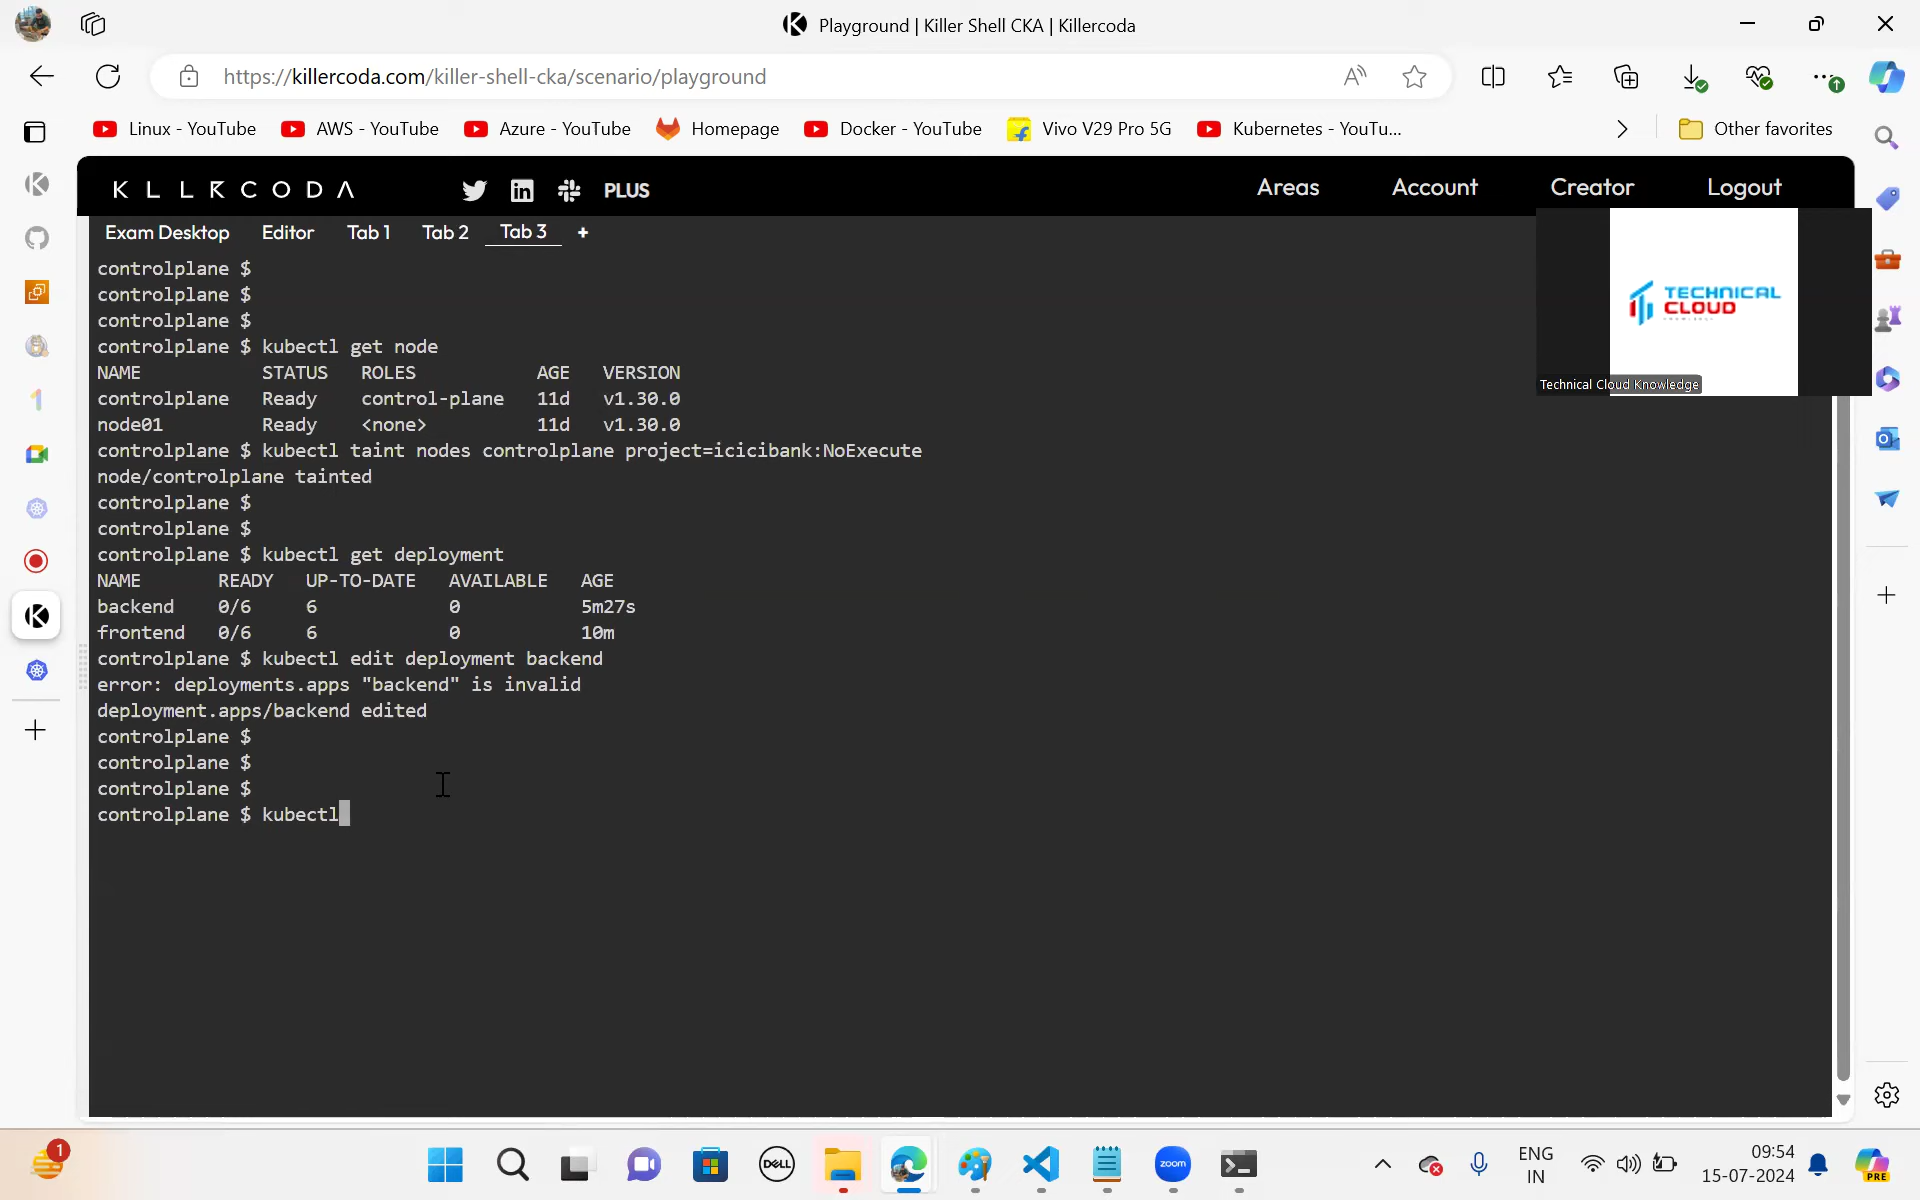 Playground | Killer Shell CKA | Killercoda
https://killercoda.com/killer-shell-cka/scenario/playground
Linux - YouTube
AWS - YouTube
Azure - YouTube
Homepage
Docker - YouTube
Vivo V29 Pro 5G
Kubernetes - YouTu...
Other favorites
KLLRCODA
PLUS
Areas
Account
Creator
Logout
Exam Desktop
Editor
Tab 1
Tab 2
Tab 3
+
controlplane $
controlplane $
controlplane $
controlplane $ kubectl get node
NAME STATUS ROLES AGE VERSION
controlplane Ready control-plane 11d v1.30.0
node01 Ready <none> 11d v1.30.0
controlplane $ kubectl taint nodes controlplane project=icicibank:NoExecute
node/controlplane tainted
controlplane $
controlplane $
controlplane $ kubectl get deployment
NAME READY UP-TO-DATE AVAILABLE AGE
backend 0/6 6 0 5m27s
frontend 0/6 6 0 10m
controlplane $ kubectl edit deployment backend
error: deployments.apps "backend" is invalid
deployment.apps/backend edited
controlplane $
controlplane $
controlplane $
controlplane $ kubectl
TECHNICAL
CLOUD
Technical Cloud Knowledge
1
DELL
zoom
ENG
IN
09:54
15-07-2024
PRE